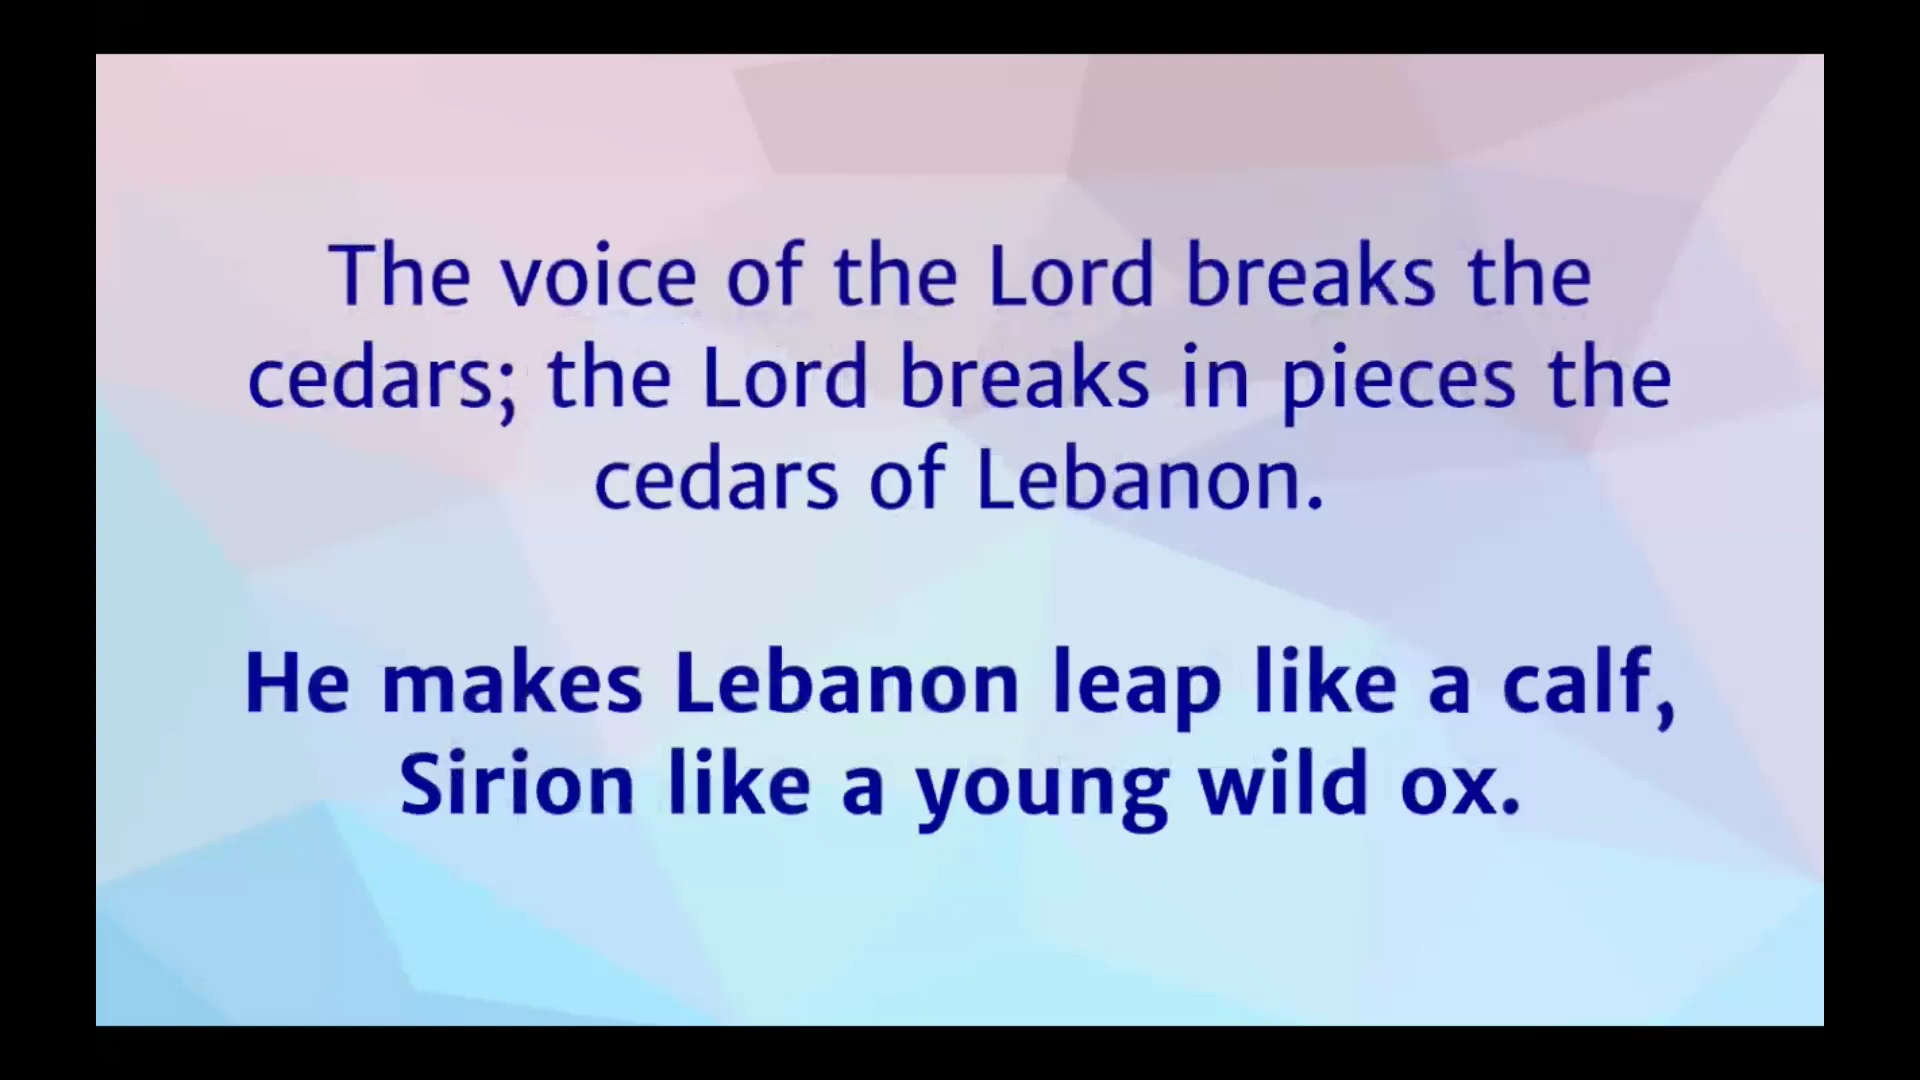 The voice of the Lord breaks the
cedars; the Lord breaks in pieces the
cedars of Lebanon.
He makes Lebanon leap like a calf,
Sirion like a young wild ox.